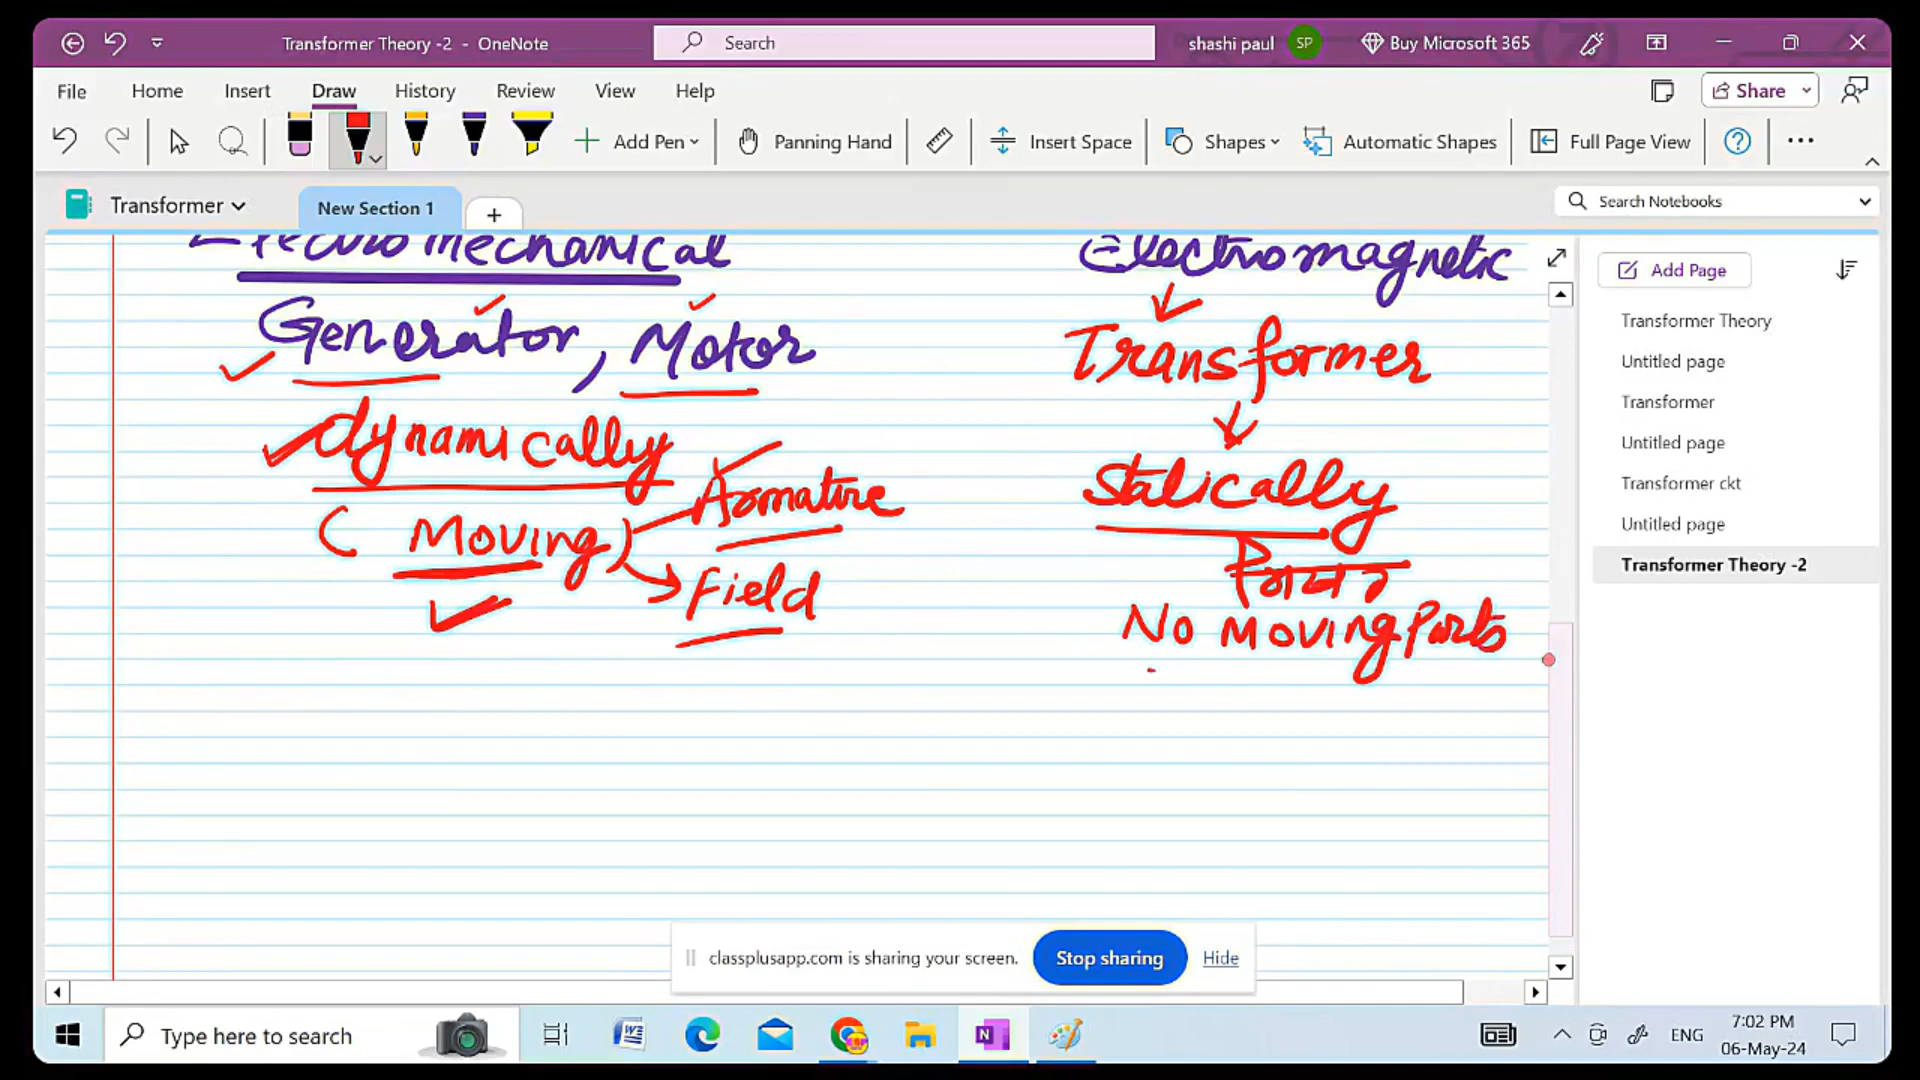 Transformer Theory -2 - OneNote
Search
shashi paul
SP
Buy Microsoft 365
File
Home
Insert
Draw
History
Review
View
Help
Share
Add Pen
Panning Hand
Insert Space
Shapes
Automatic Shapes
Full Page View
Transformer
New Section 1
+
Search Notebooks
Electromechanical
Electromagnetic
Generator, Motor
Transformer
dynamically
Statically
Armature
( Moving)
Field
No Moving Parts
Add Page
Transformer Theory
Untitled page
Transformer
Untitled page
Transformer ckt
Untitled page
Transformer Theory -2
classplusapp.com is sharing your screen.
Stop sharing
Hide
Type here to search
ENG
7:02 PM
06-May-24